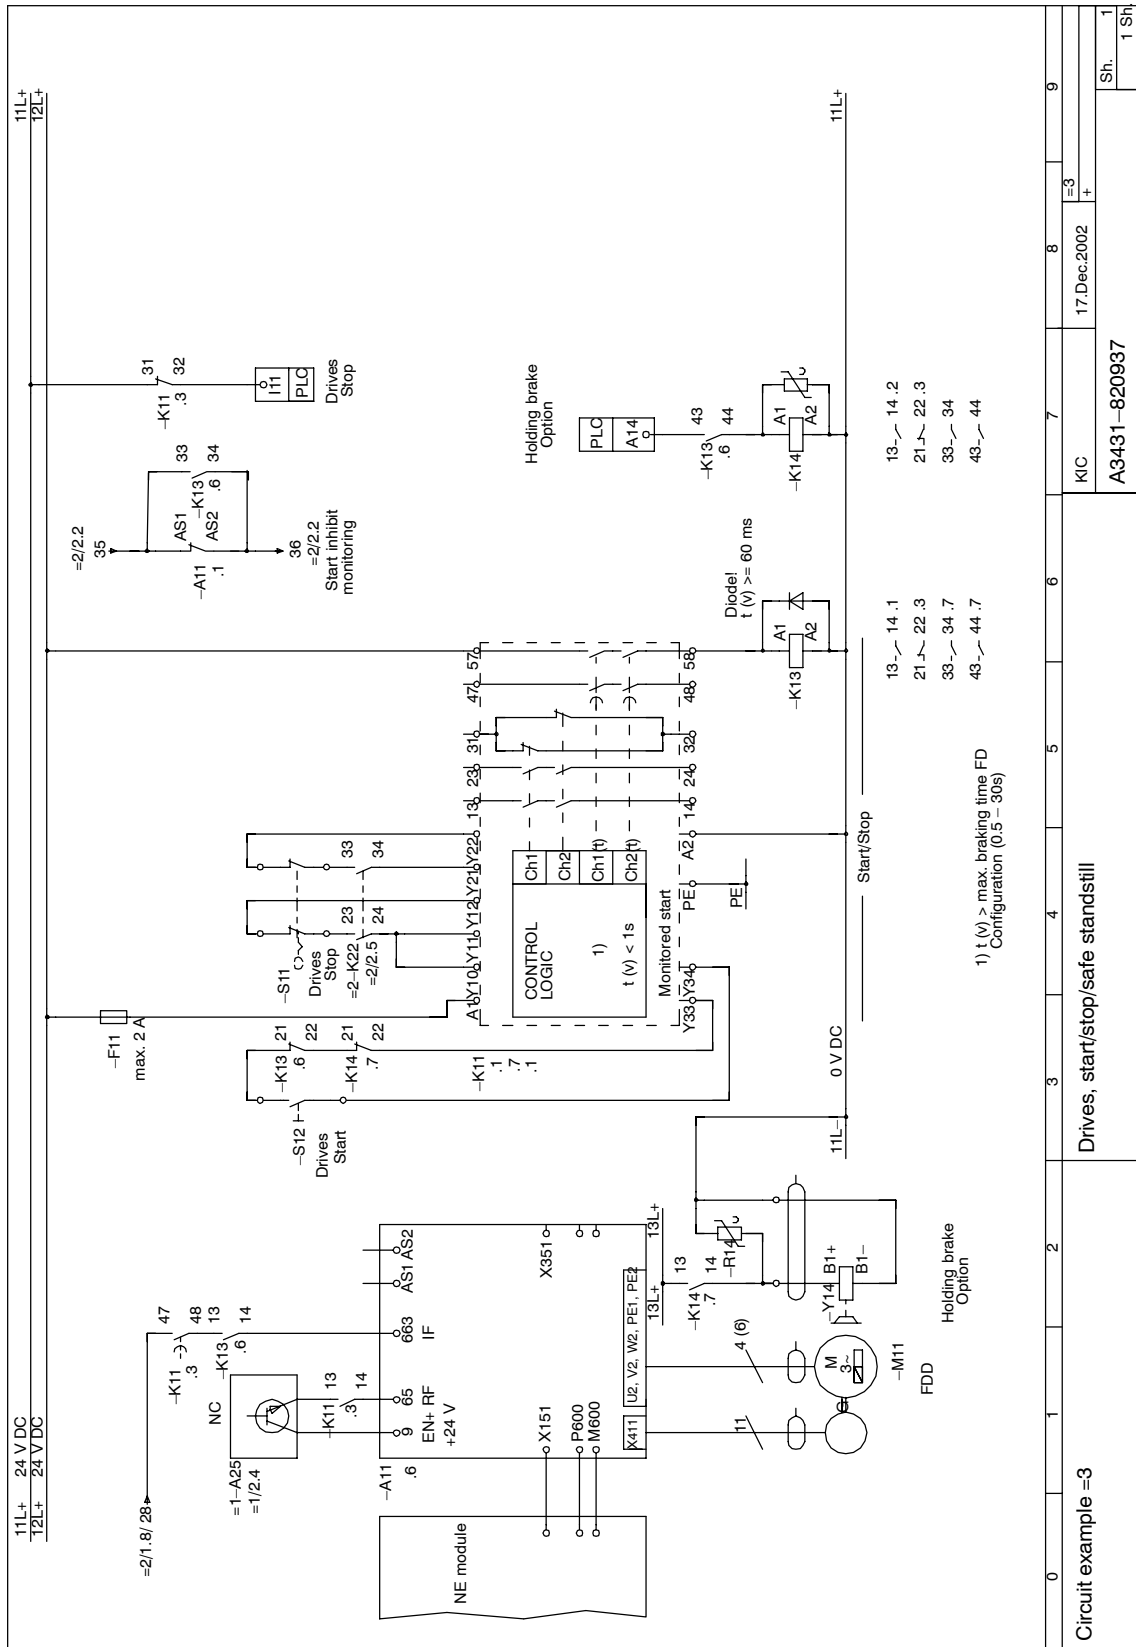 11L+ 24 V DC
12L+ 24 V DC
11L+
12L+
=2/1.8/ 28
=1–A25
=1/2.4
NC
–K11
.3
47
48
–K13
.6
13
14
–K11
.3
13
14
–A11
.6
9
65
663
AS1
AS2
EN+
RF
IF
+24 V
NE module
X151
P600
M600
X351
X411
U2, V2, W2, PE1, PE2
11
4 (6)
M
3~
G
–M11
FDD
13L+
13L+
–K14
.7
13
14
–R14
–Y14
B1+
B1–
Holding brake
Option
11L–
0 V DC
–S12
Drives
Start
–K13
.6
21
22
–K14
.7
21
22
–F11
max. 2 A
–S11
Drives
Stop
=2–K22
=2/2.5
23
24
33
34
–K11
.1
.7
.1
A1
Y10
Y11
Y12
Y21
Y22
13
23
31
47
57
CONTROL
LOGIC
1)
t (v) < 1s
Ch1
Ch2
Ch1(t)
Ch2(t)
Monitored start
Y33
Y34
PE
A2
14
24
32
48
58
PE
Start/Stop
=2/2.2
35
–A11
.1
AS1
AS2
–K13
.6
33
34
36
=2/2.2
Start inhibit
monitoring
–K11
.3
31
32
I11
PLC
Drives
Stop
Diode!
t (v) >= 60 ms
–K13
A1
A2
Holding brake
Option
PLC
A14
–K13
.6
43
44
–K14
A1
A2
11L+
13 14 .1
21 22 .3
33 34 .7
43 44 .7
13 14 .2
21 22 .3
33 34
43 44
1) t (v) > max. braking time FD
Configuration (0.5 – 30s)
0 1 2 3 4 5 6 7 8 9
Circuit example =3
Drives, start/stop/safe standstill
KIC
17.Dec.2002
=3
+
A3431–820937
Sh. 1
1 Sh.